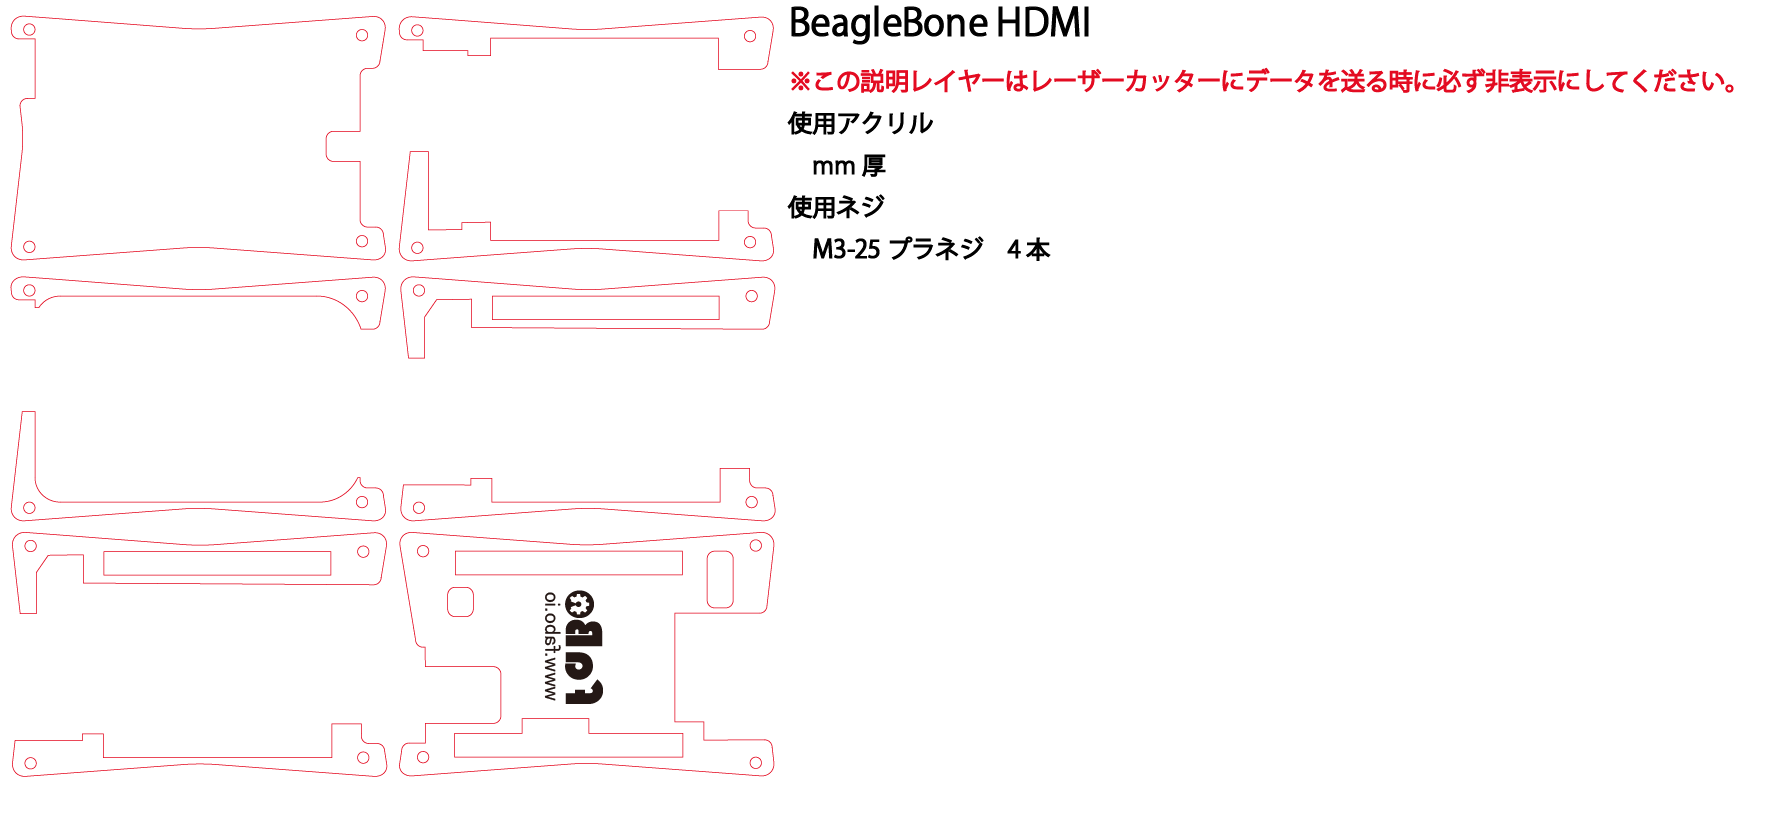 BeagleBone HDMI
※この説明レイヤーはレーザーカッターにデータを送る時に必ず非表示にしてください。
使用アクリル
mm 厚
使用ネジ
M3-25 プラネジ　4 本
FaBo
www.fabo.io